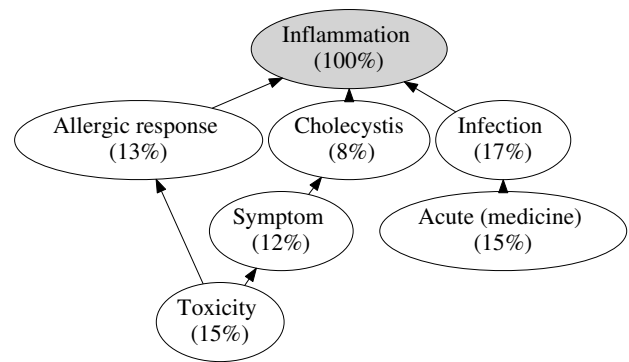 Inflammation
(100%)
Allergic response
(13%)
Cholecystis
(8%)
Infection
(17%)
Symptom
(12%)
Acute (medicine)
(15%)
Toxicity
(15%)